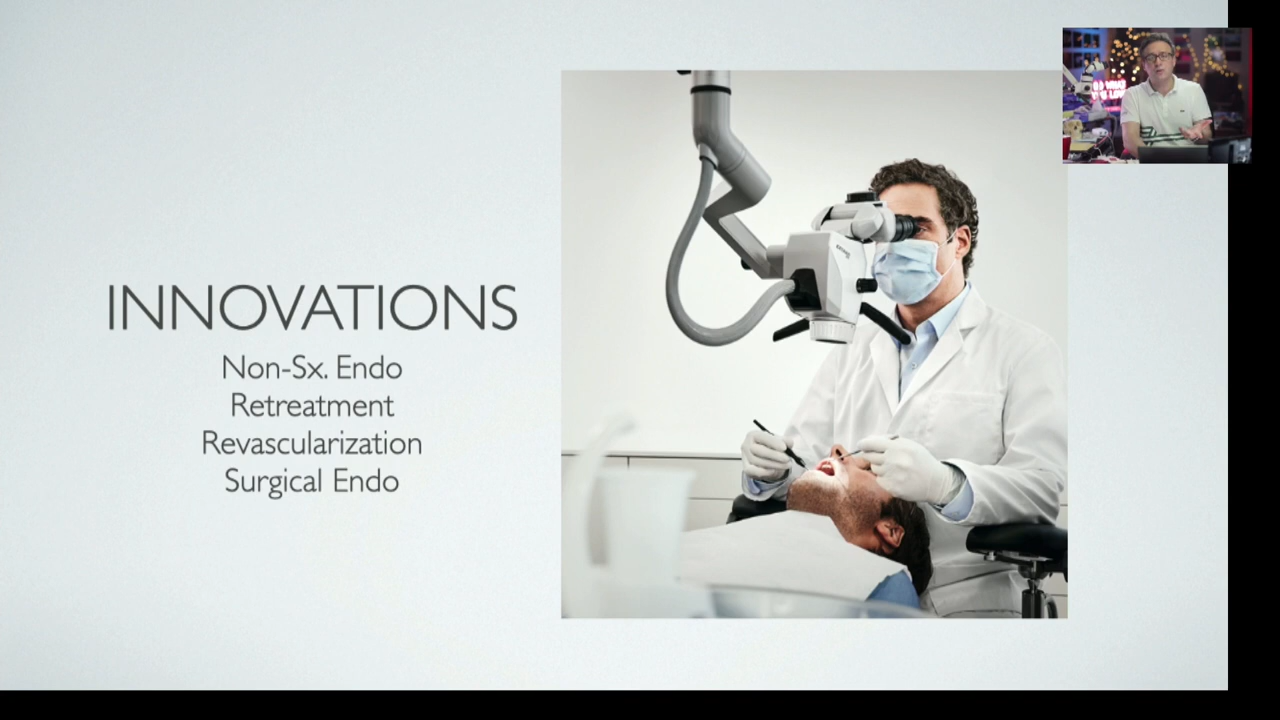 INNOVATIONS
Non-Sx. Endo
Retreatment
Revascularization
Surgical Endo